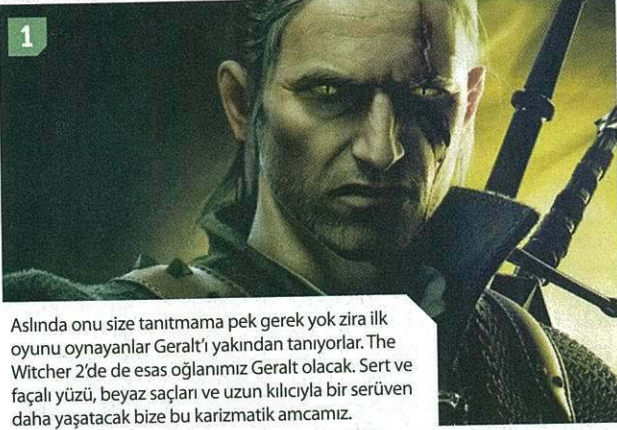 1
Aslında onu size tanıtmama pek gerek yok zira ilk
oyunu oynayanlar Geralt'ı yakından tanıyorlar. The
Witcher 2'de de esas oğlanımız Geralt olacak. Sert ve
façalı yüzü, beyaz saçları ve uzun kılıcıyla bir serüven
daha yaşatacak bize bu karizmatik amcamız.